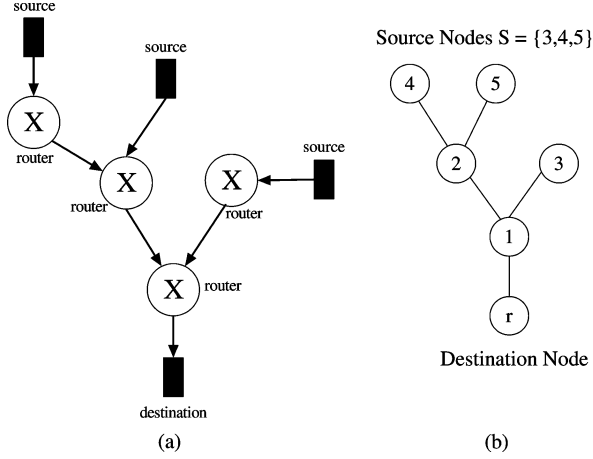 source
X
router
source
X
router
X
router
source
X
router
destination
(a)
Source Nodes S = {3,4,5}
4
5
2
3
1
r
Destination Node
(b)